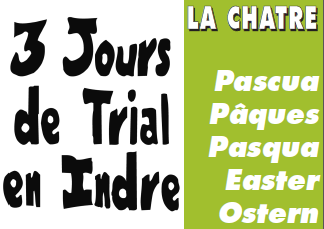 3 Jours
de Trial
en Indre
LA CHATRE
Pascua
Pâques
Pasqua
Easter
Ostern